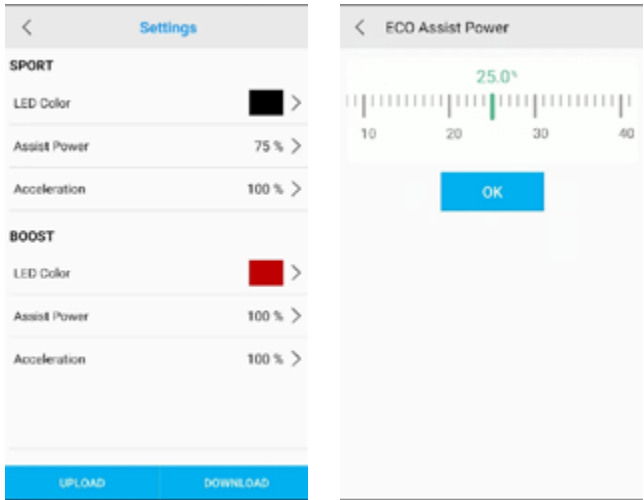 Settings
SPORT
LED Color
Assist Power 75 %
Acceleration 100 %
BOOST
LED Color
Assist Power 100 %
Acceleration 100 %
UPLOAD DOWNLOAD
ECO Assist Power
25.0%
10 20 30 40
OK